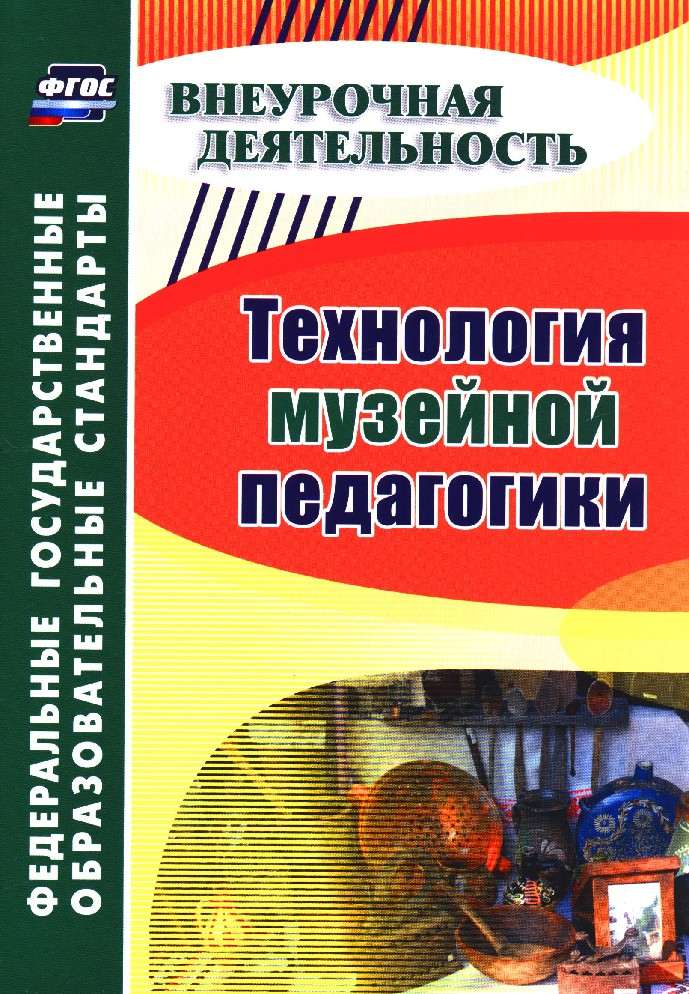 ФГОС
ВНЕУРОЧНАЯ
ДЕЯТЕЛЬНОСТЬ
ФЕДЕРАЛЬНЫЕ ГОСУДАРСТВЕННЫЕ
ОБРАЗОВАТЕЛЬНЫЕ СТАНДАРТЫ
Технология
музейной
педагогики